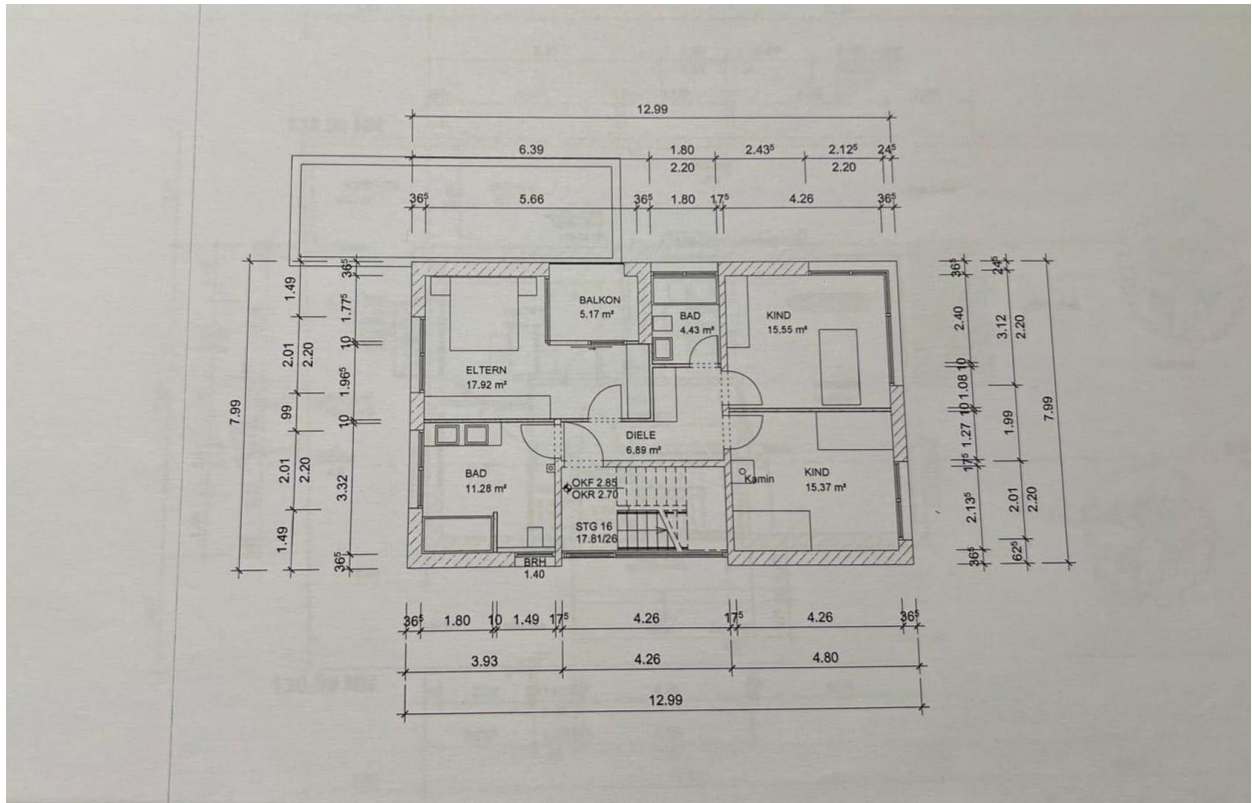 12.99
6.39 1.80 2.43⁵ 2.12⁵ 24⁵
2.20 2.20
36⁵ 5.66 36⁵ 1.80 17⁵ 4.26 36⁵
7.99
1.49 2.01 99 2.01 1.49
2.20 2.20
36⁵ 1.77⁵ 10 1.96⁵ 10 3.32 36⁵
BALKON
5.17 m²
BAD
4.43 m²
KIND
15.55 m²
ELTERN
17.92 m²
DIELE
6.89 m²
BAD
11.28 m²
OKF 2.85
OKR 2.70
Kamin
KIND
15.37 m²
STG 16
17.81/26
BRH
1.40
36⁵ 2.40 10 1.08 10 1.27 17⁵ 2.13⁵ 36⁵
24⁵ 3.12 1.99 2.01 62⁵
2.20 2.20
7.99
36⁵ 1.80 10 1.49 17⁵ 4.26 17⁵ 4.26 36⁵
3.93 4.26 4.80
12.99